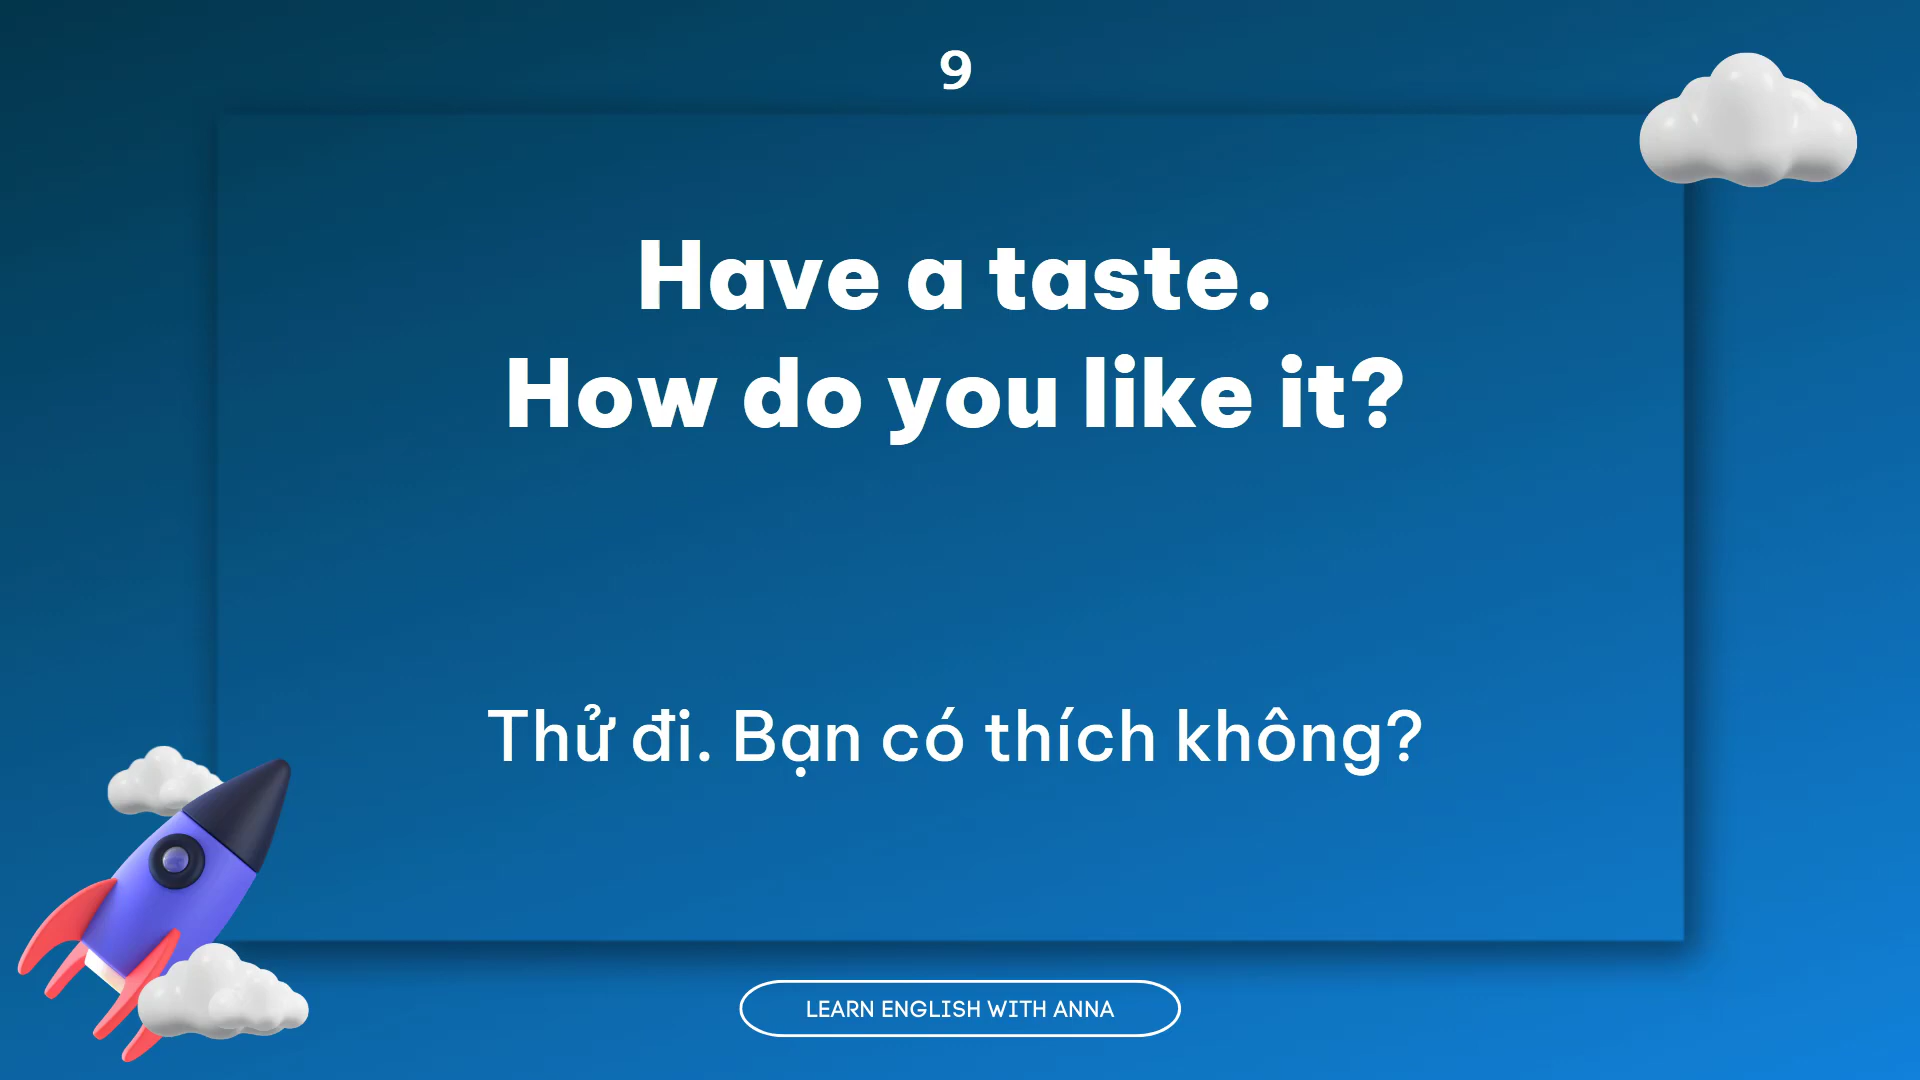 9
Have a taste.
How do you like it?
Thử đi. Bạn có thích không?
LEARN ENGLISH WITH ANNA